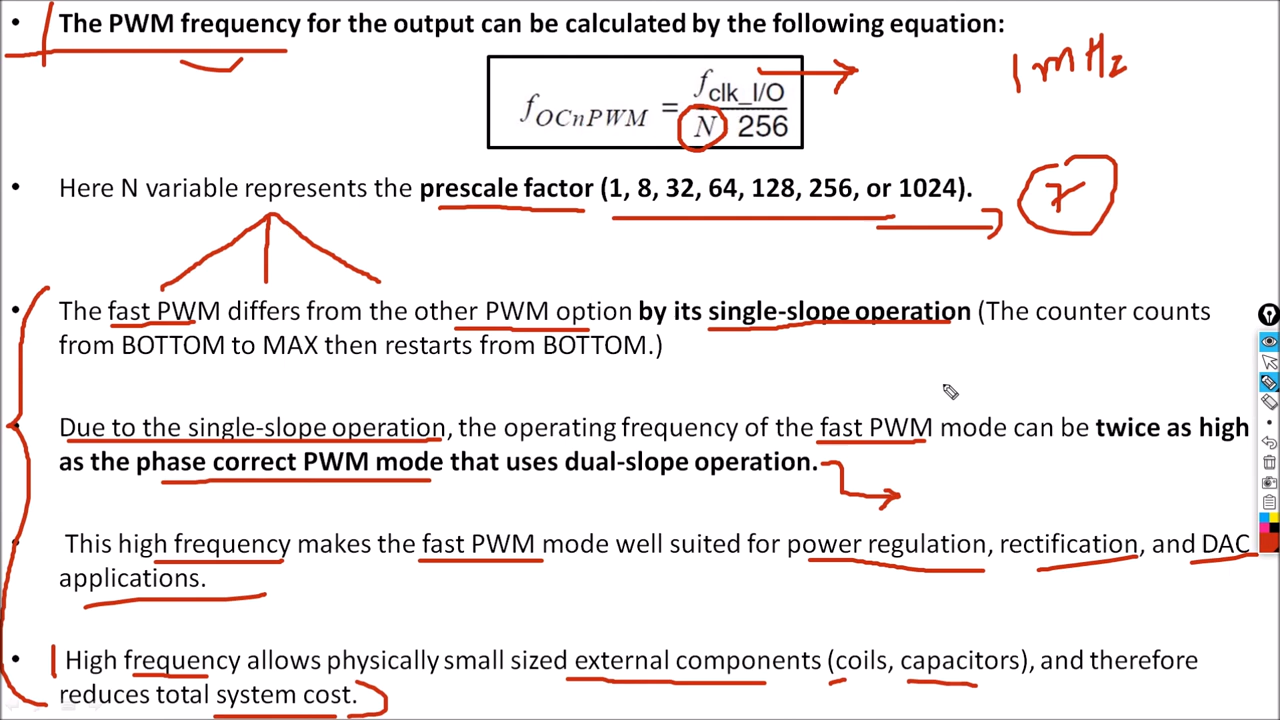 • The PWM frequency for the output can be calculated by the following equation:
1 MHz
f_OCnPWM = f_clk_I/O / N 256
• Here N variable represents the prescale factor (1, 8, 32, 64, 128, 256, or 1024).
7
• The fast PWM differs from the other PWM option by its single-slope operation (The counter counts
from BOTTOM to MAX then restarts from BOTTOM.)
• Due to the single-slope operation, the operating frequency of the fast PWM mode can be twice as high
as the phase correct PWM mode that uses dual-slope operation.
• This high frequency makes the fast PWM mode well suited for power regulation, rectification, and DAC
applications.
• High frequency allows physically small sized external components (coils, capacitors), and therefore
reduces total system cost.